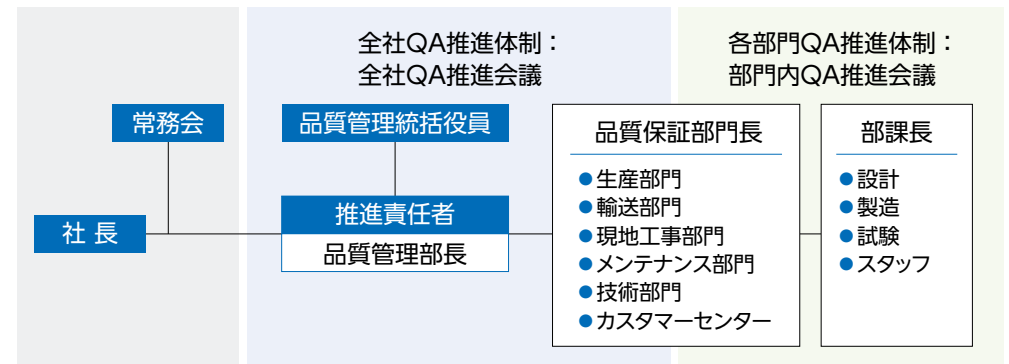 全社QA推進体制：
全社QA推進会議
各部門QA推進体制：
部門内QA推進会議
常務会
品質管理統括役員
社 長
推進責任者
品質管理部長
品質保証部門長
●生産部門
●輸送部門
●現地工事部門
●メンテナンス部門
●技術部門
●カスタマーセンター
部課長
●設計
●製造
●試験
●スタッフ